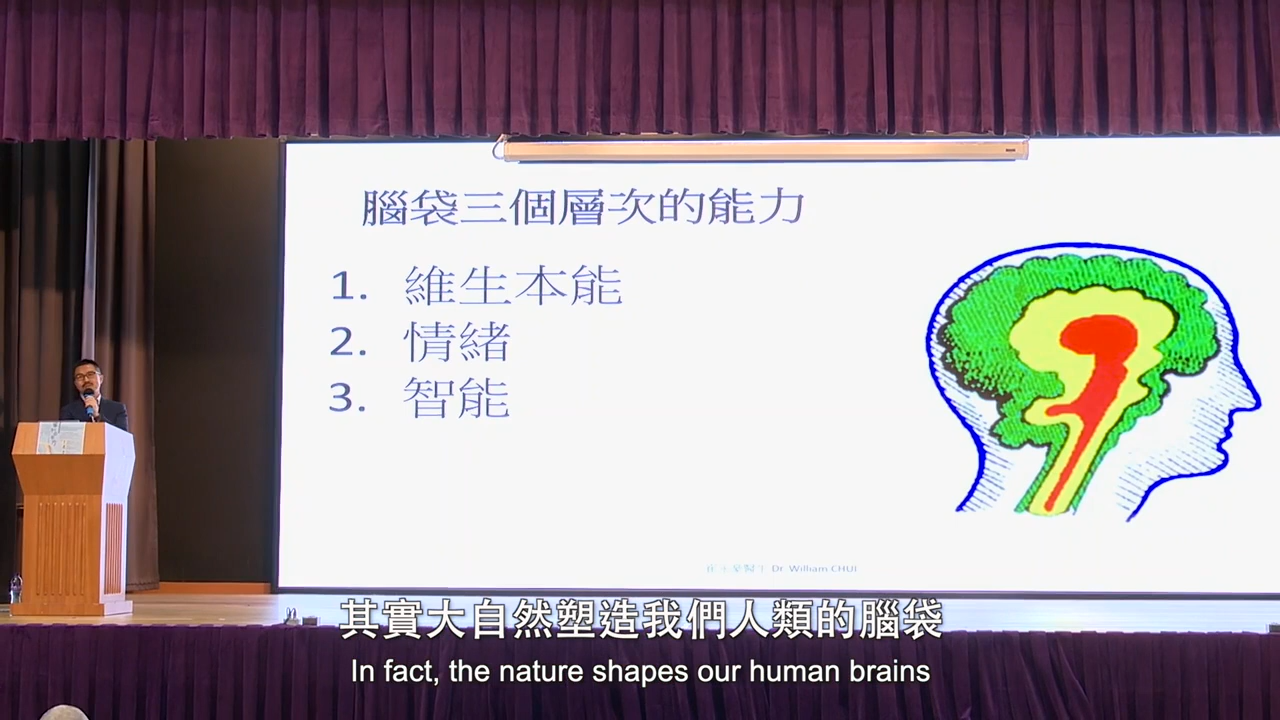 腦袋三個層次的能力
1. 維生本能
2. 情緒
3. 智能
Dr. William CHUI
其實大自然塑造我們人類的腦袋
In fact, the nature shapes our human brains